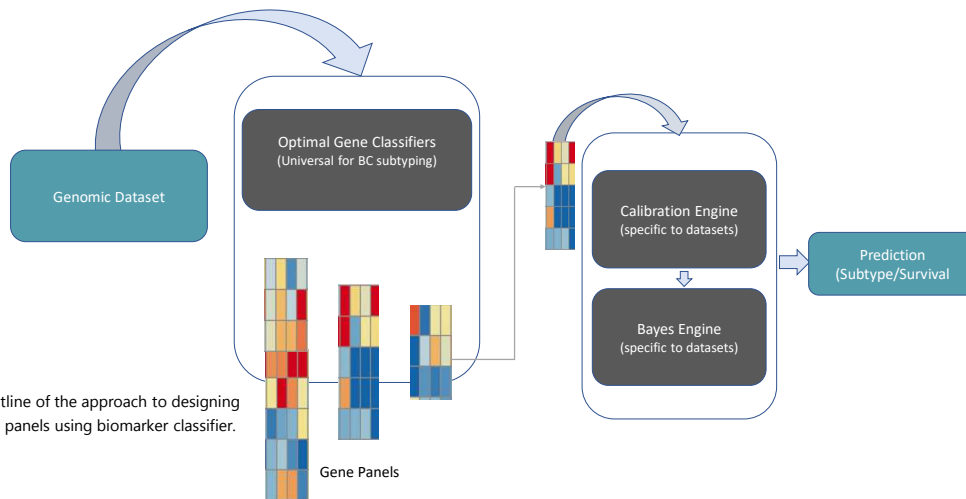 Genomic Dataset
Optimal Gene Classifiers
(Universal for BC subtyping)
Calibration Engine
(specific to datasets)
Bayes Engine
(specific to datasets)
Prediction
(Subtype/Survival
tline of the approach to designing
panels using biomarker classifier.
Gene Panels